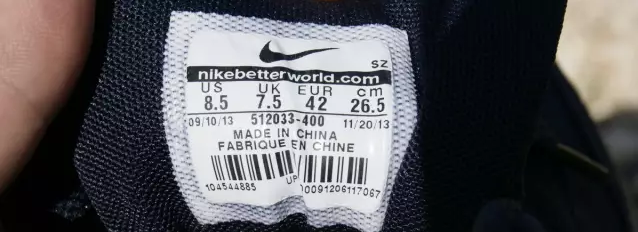 SZ
nikebetterworld.com
US UK EUR cm
8.5 7.5 42 26.5
09/10/13 512033-400 11/20/13
MADE IN CHINA
FABRIQUE EN CHINE
104544885 UP 00091206117067